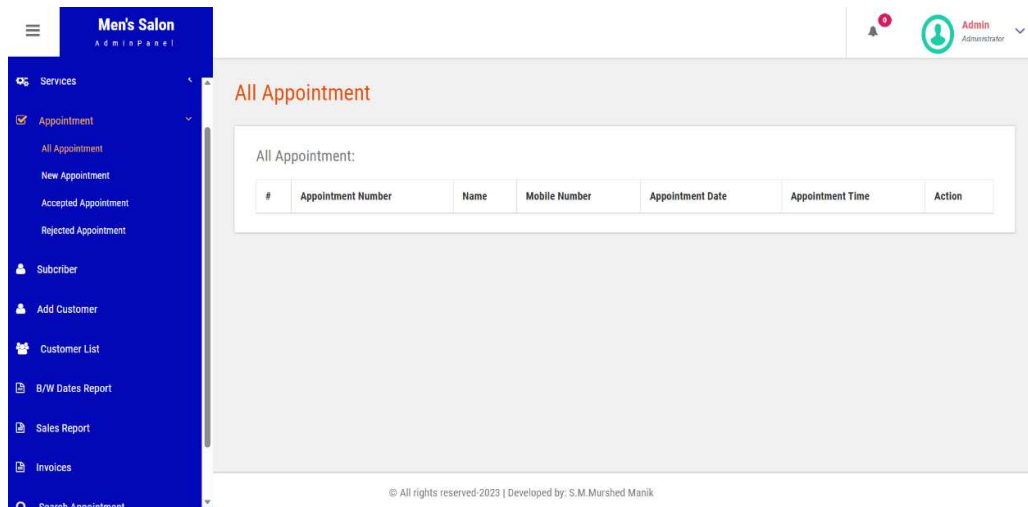 Men's Salon
AdminPanel
0
Admin
Administrator
Services
Appointment
All Appointment
New Appointment
Accepted Appointment
Rejected Appointment
Subcriber
Add Customer
Customer List
B/W Dates Report
Sales Report
Invoices
Search Appointment
All Appointment
All Appointment:
# Appointment Number Name Mobile Number Appointment Date Appointment Time Action
© All rights reserved-2023 | Developed by: S.M.Murshed Manik